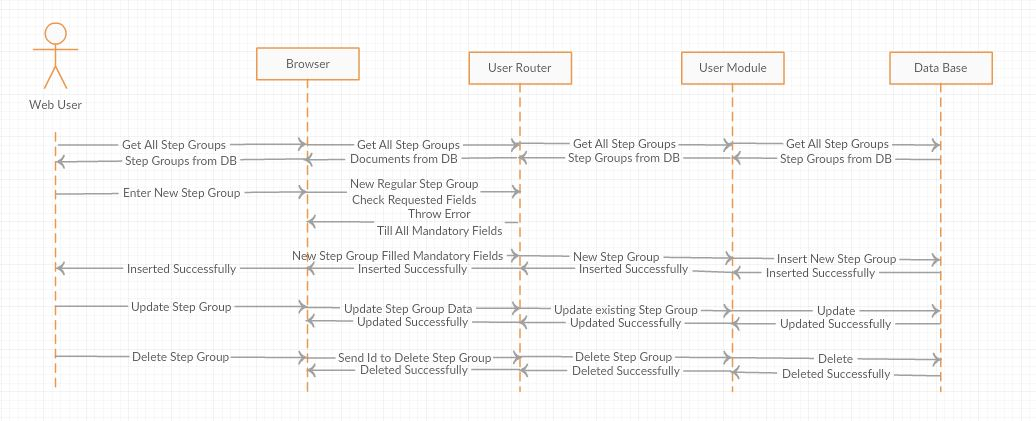 Web User
Browser
User Router
User Module
Data Base
Get All Step Groups
Get All Step Groups
Get All Step Groups
Get All Step Groups
Step Groups from DB
Documents from DB
Step Groups from DB
Step Groups from DB
Enter New Step Group
New Regular Step Group
Check Requested Fields
Throw Error
Till All Mandatory Fields
New Step Group Filled Mandatory Fields
New Step Group
Insert New Step Group
Inserted Successfully
Inserted Successfully
Inserted Successfully
Inserted Successfully
Update Step Group
Update Step Group Data
Update existing Step Group
Update
Updated Successfully
Updated Successfully
Updated Successfully
Delete Step Group
Send Id to Delete Step Group
Delete Step Group
Delete
Deleted Successfully
Deleted Successfully
Deleted Successfully